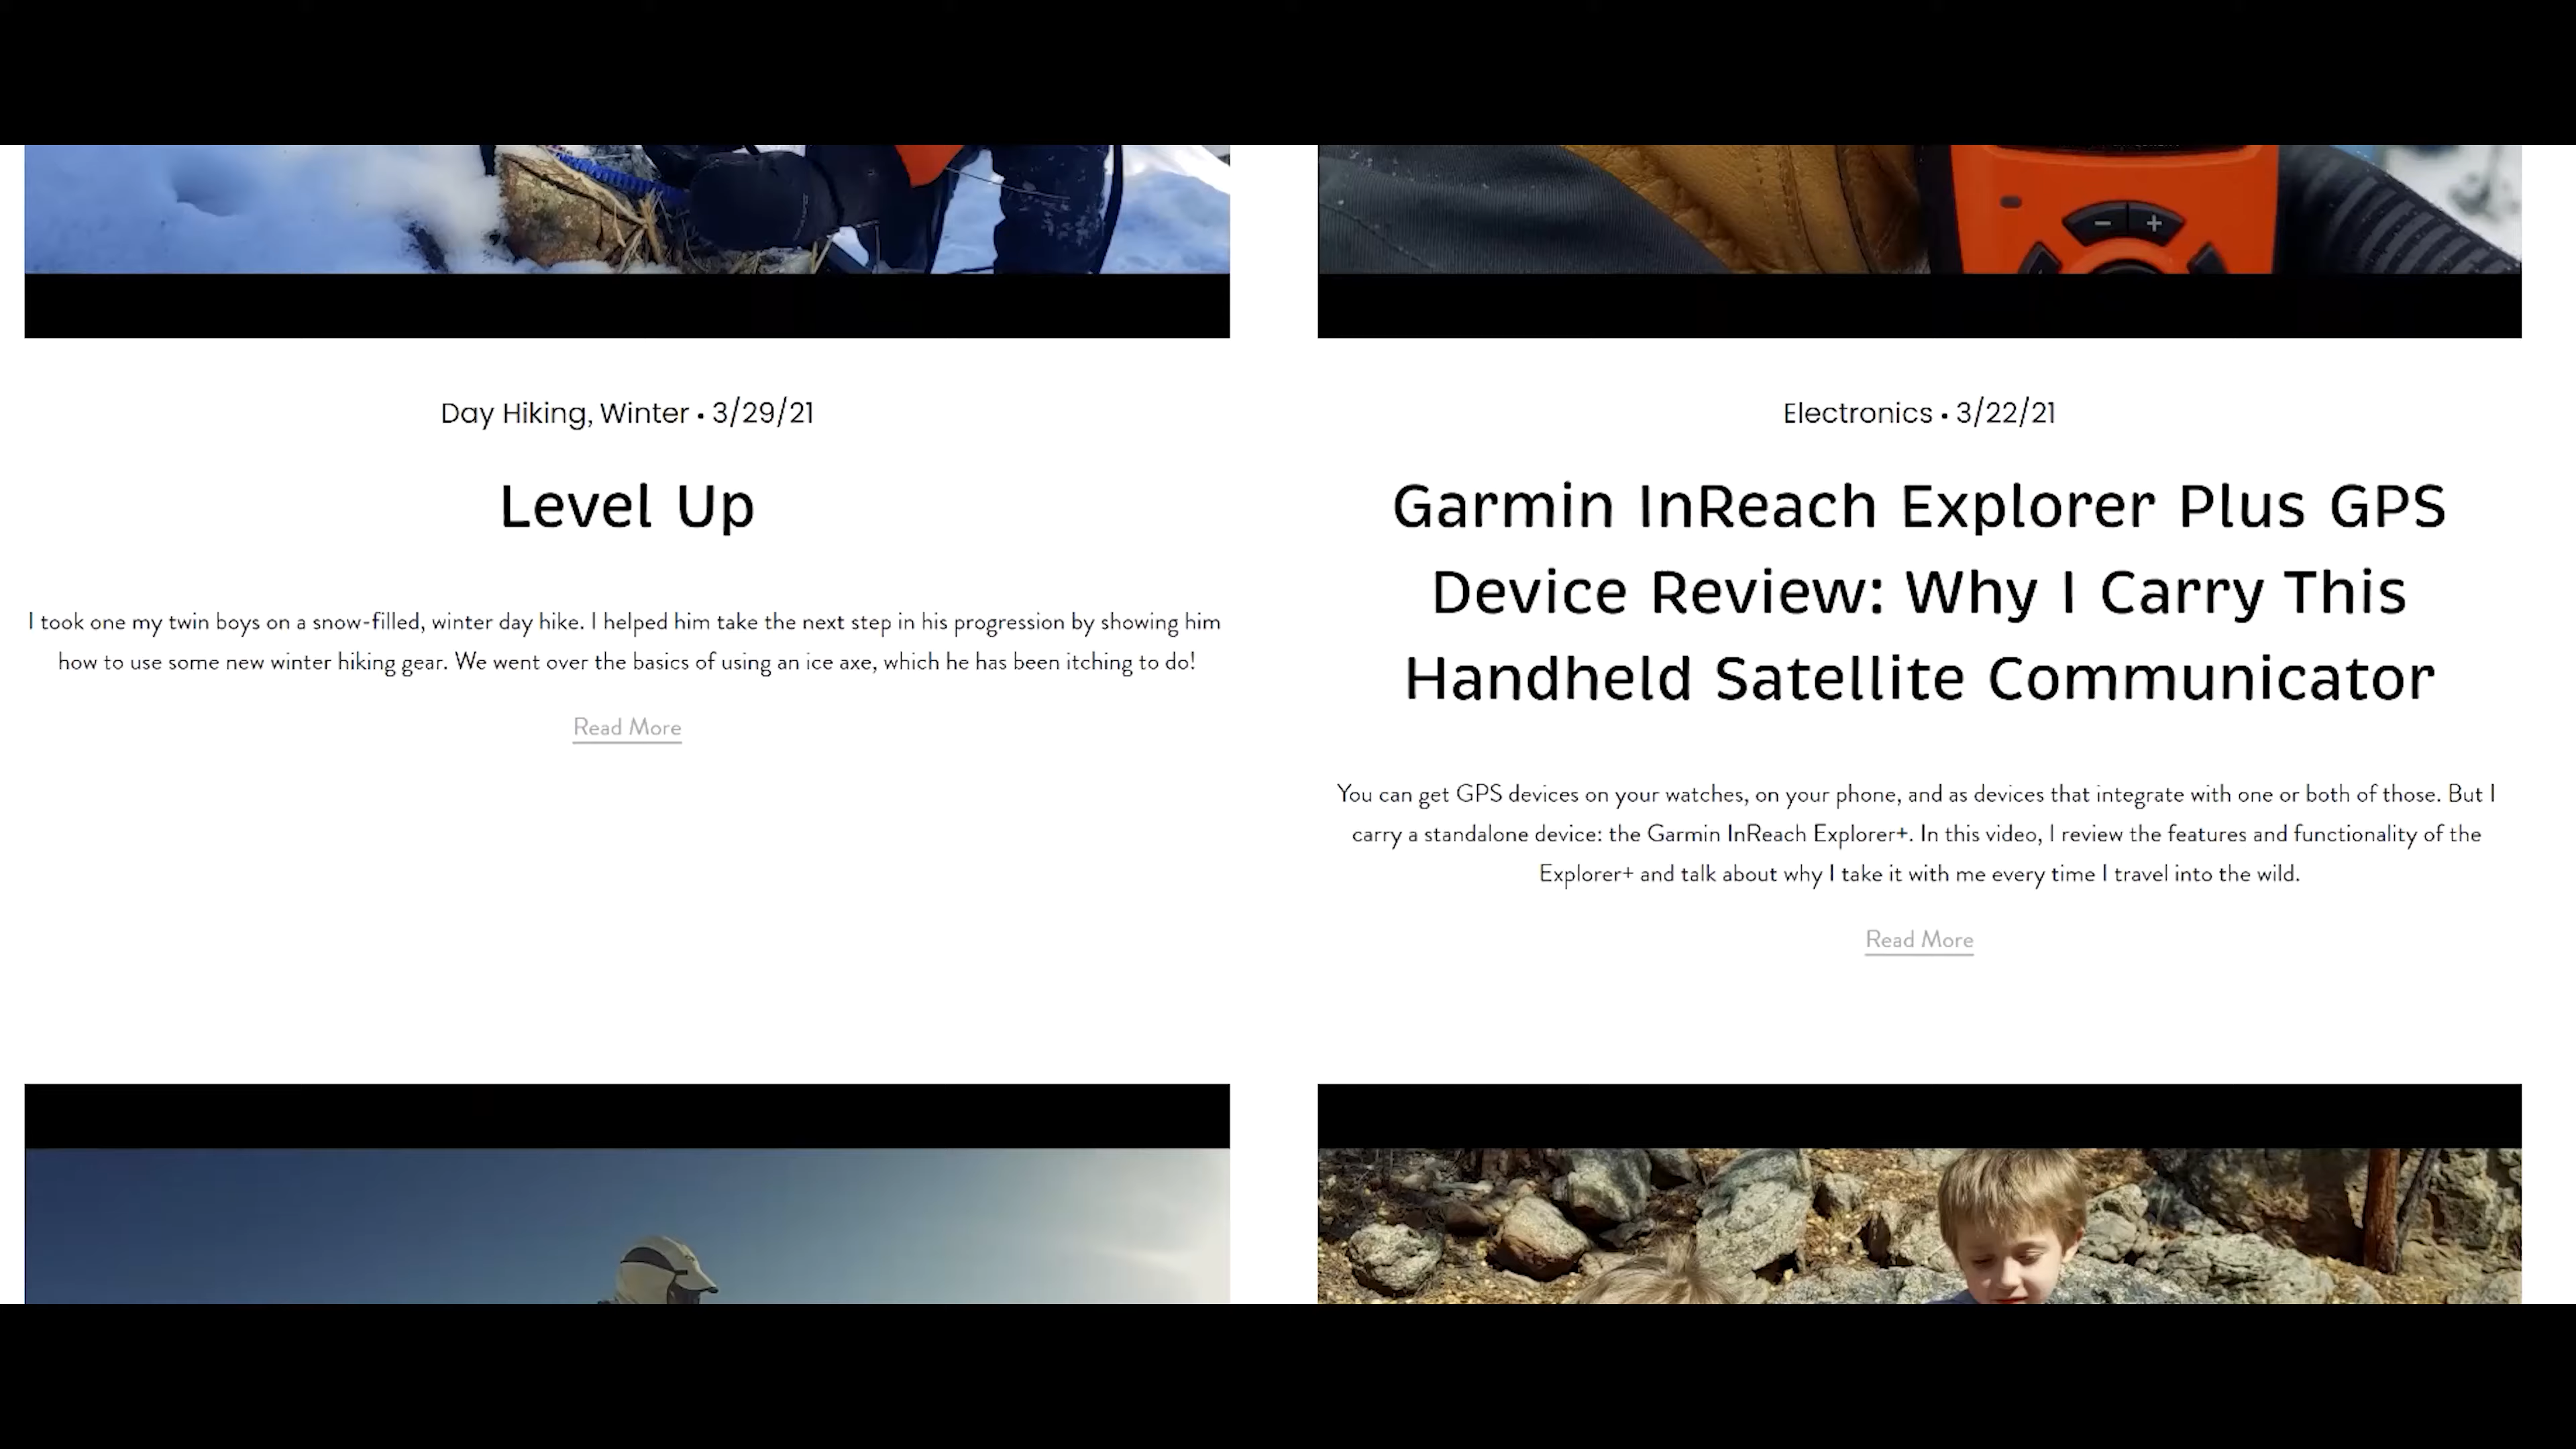 Day Hiking, Winter • 3/29/21
Level Up
I took one my twin boys on a snow-filled, winter day hike. I helped him take the next step in his progression by showing him
how to use some new winter hiking gear. We went over the basics of using an ice axe, which he has been itching to do!
Read More
− +
Electronics • 3/22/21
Garmin InReach Explorer Plus GPS
Device Review: Why I Carry This
Handheld Satellite Communicator
You can get GPS devices on your watches, on your phone, and as devices that integrate with one or both of those. But I
carry a standalone device: the Garmin InReach Explorer+. In this video, I review the features and functionality of the
Explorer+ and talk about why I take it with me every time I travel into the wild.
Read More